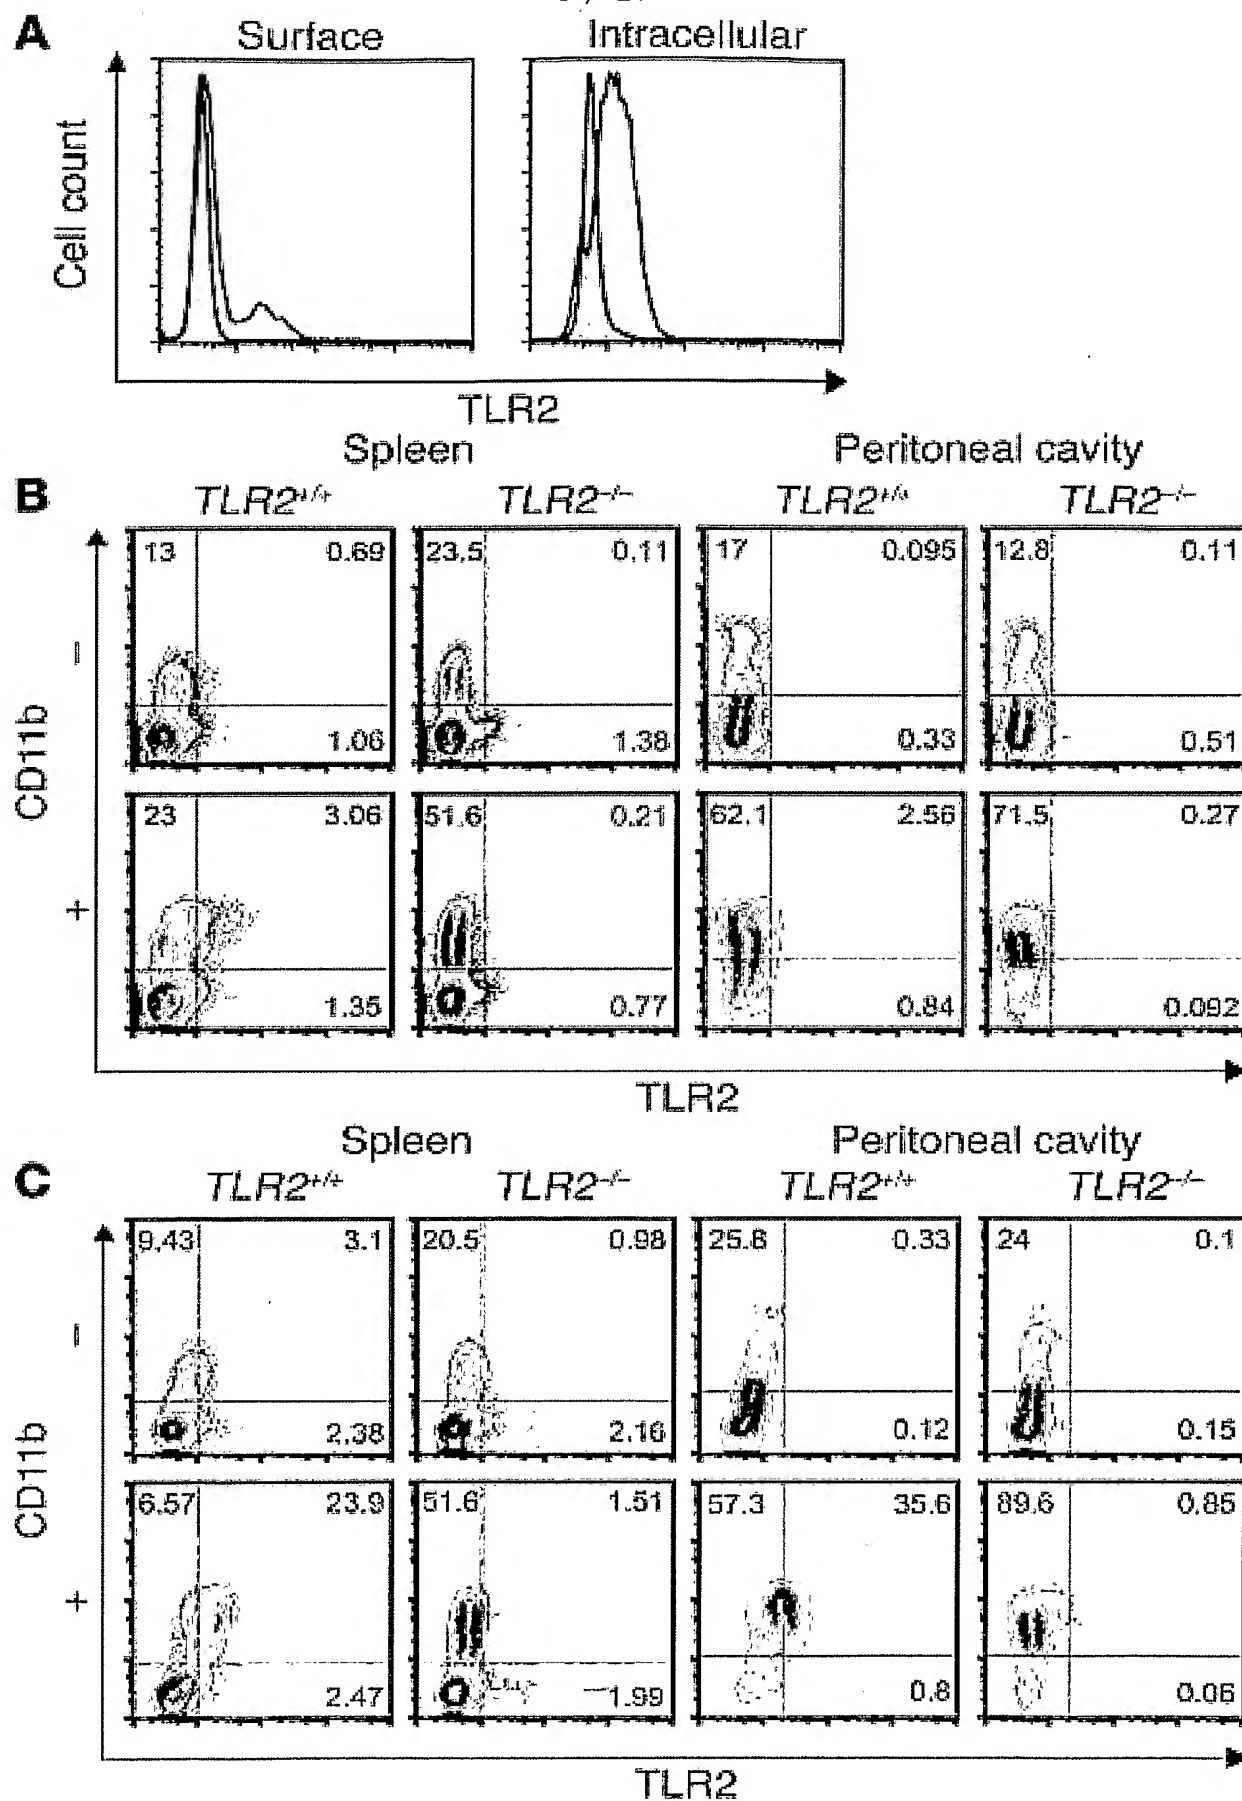 A
Surface Intracellular
Cell count
TLR2
Spleen Peritoneal cavity
B
TLR2+/+ TLR2-/- TLR2+/+ TLR2-/-
13 0.69 23.5 0.11 17 0.095 12.8 0.11
–
1.06 1.38 0.33 0.51
CD11b
23 3.06 51.6 0.21 62.1 2.56 71.5 0.27
+
1.35 0.77 0.84 0.092
TLR2
Spleen Peritoneal cavity
C
TLR2+/+ TLR2-/- TLR2+/+ TLR2-/-
9.43 3.1 20.5 0.98 25.8 0.33 24 0.1
–
2.38 2.16 0.12 0.15
CD11b
6.57 23.9 51.6 1.51 57.3 35.6 89.6 0.85
+
2.47 1.99 0.8 0.06
TLR2